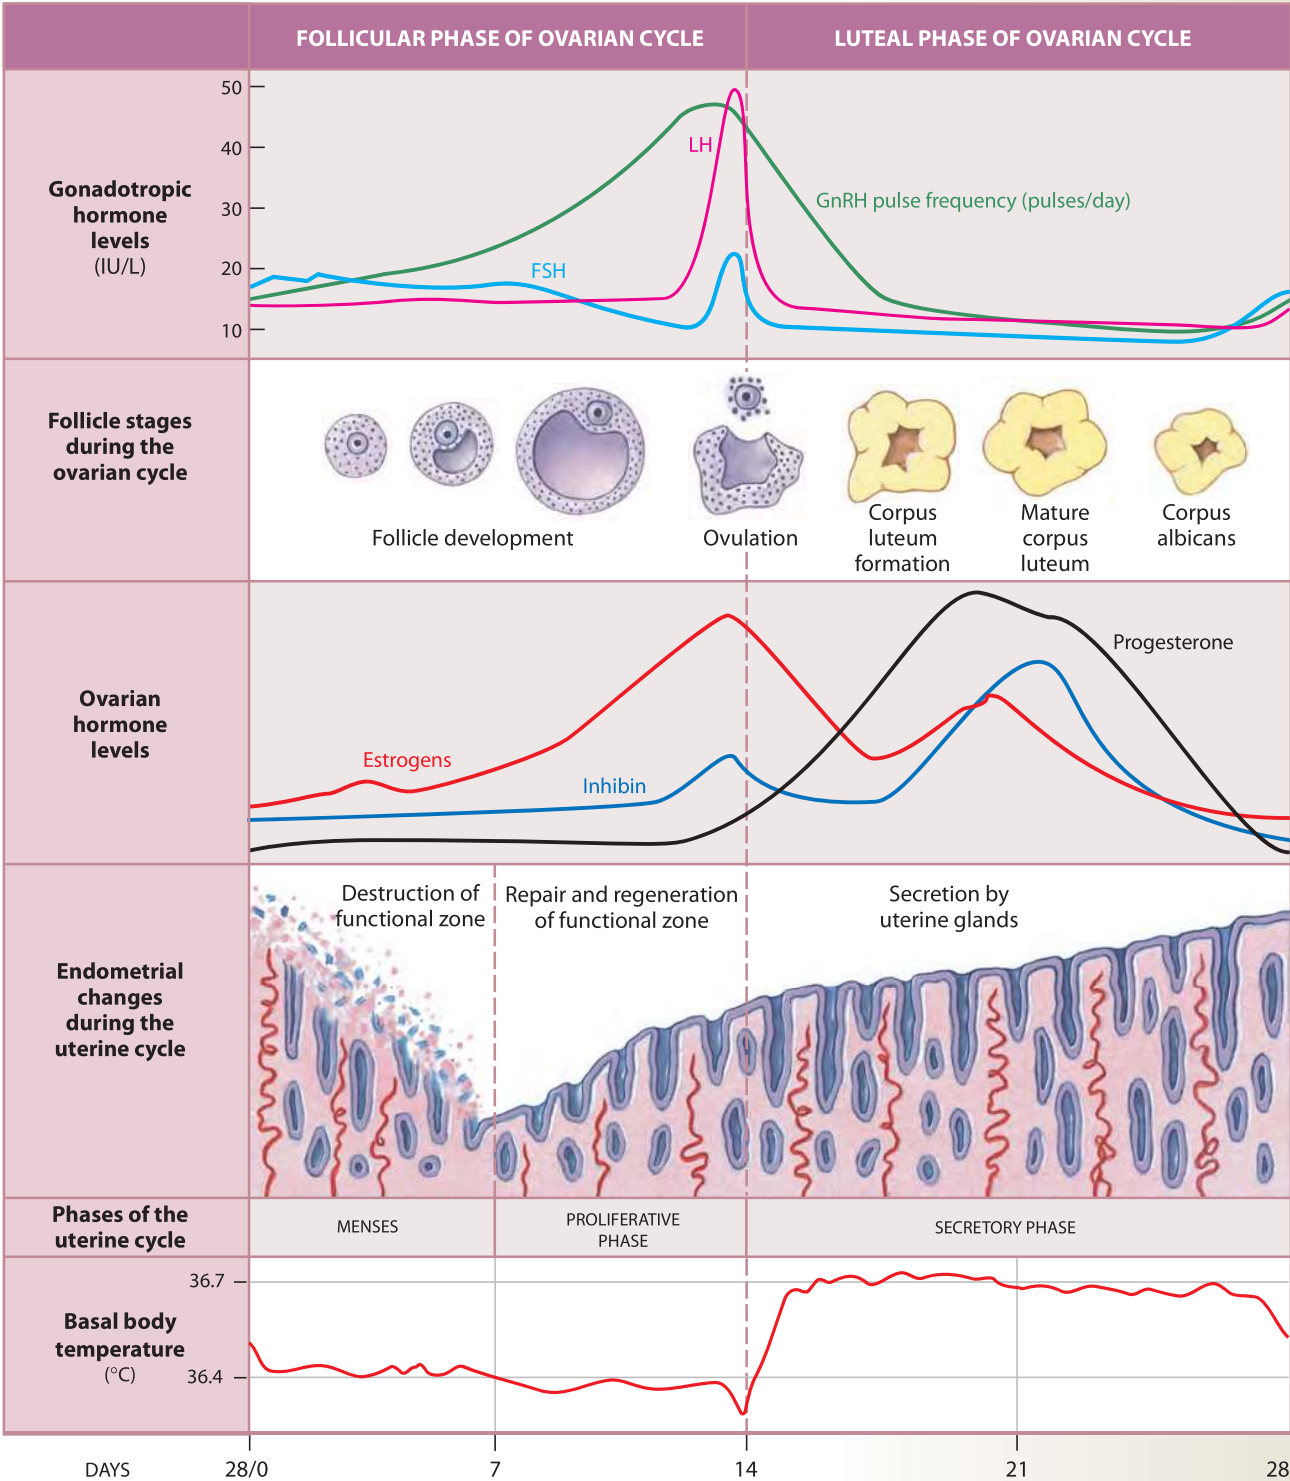 FOLLICULAR PHASE OF OVARIAN CYCLE
LUTEAL PHASE OF OVARIAN CYCLE
Gonadotropic
hormone
levels
(IU/L)
50
40
30
20
10
LH
GnRH pulse frequency (pulses/day)
FSH
Follicle stages
during the
ovarian cycle
Follicle development
Ovulation
Corpus
luteum
formation
Mature
corpus
luteum
Corpus
albicans
Ovarian
hormone
levels
Estrogens
Inhibin
Progesterone
Endometrial
changes
during the
uterine cycle
Destruction of
functional zone
Repair and regeneration
of functional zone
Secretion by
uterine glands
Phases of the
uterine cycle
MENSES
PROLIFERATIVE
PHASE
SECRETORY PHASE
Basal body
temperature
(°C)
36.7
36.4
DAYS
28/0
7
14
21
28